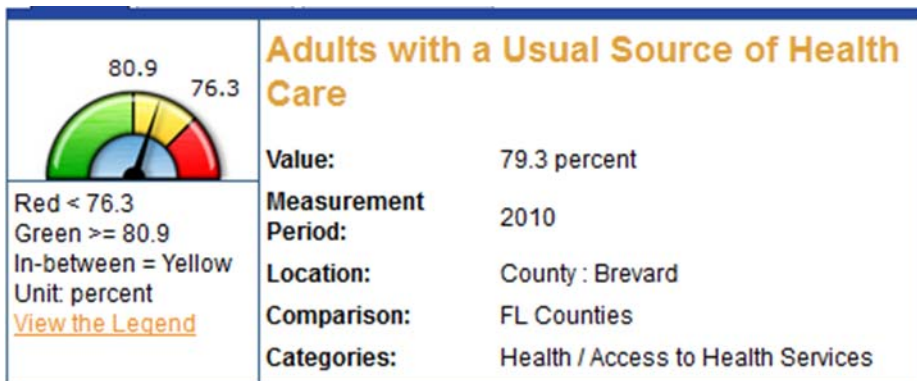 80.9
76.3
Red < 76.3
Green >= 80.9
In-between = Yellow
Unit: percent
View the Legend
Adults with a Usual Source of Health
Care
Value: 79.3 percent
Measurement
Period: 2010
Location: County : Brevard
Comparison: FL Counties
Categories: Health / Access to Health Services